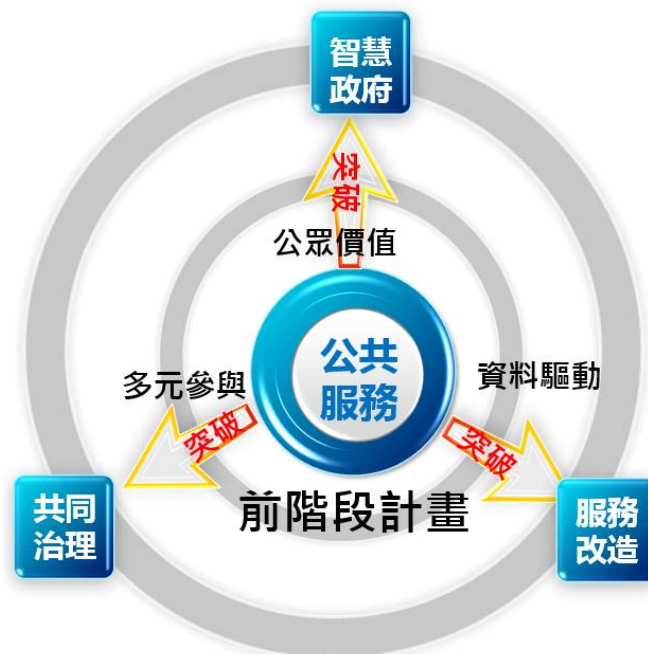 智慧
政府
突破
公眾價值
公共
服務
多元參與
資料驅動
突破
突破
前階段計畫
共同
治理
服務
改造